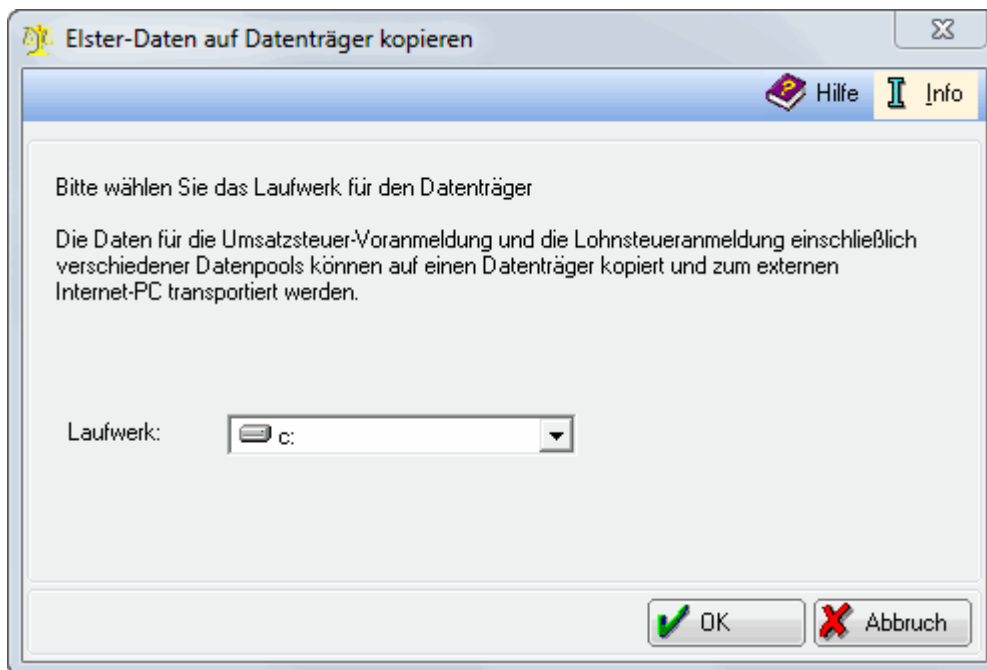 Elster-Daten auf Datenträger kopieren
Hilfe Info
Bitte wählen Sie das Laufwerk für den Datenträger
Die Daten für die Umsatzsteuer-Voranmeldung und die Lohnsteueranmeldung einschließlich
verschiedener Datenpools können auf einen Datenträger kopiert und zum externen
Internet-PC transportiert werden.
Laufwerk: c:
OK Abbruch